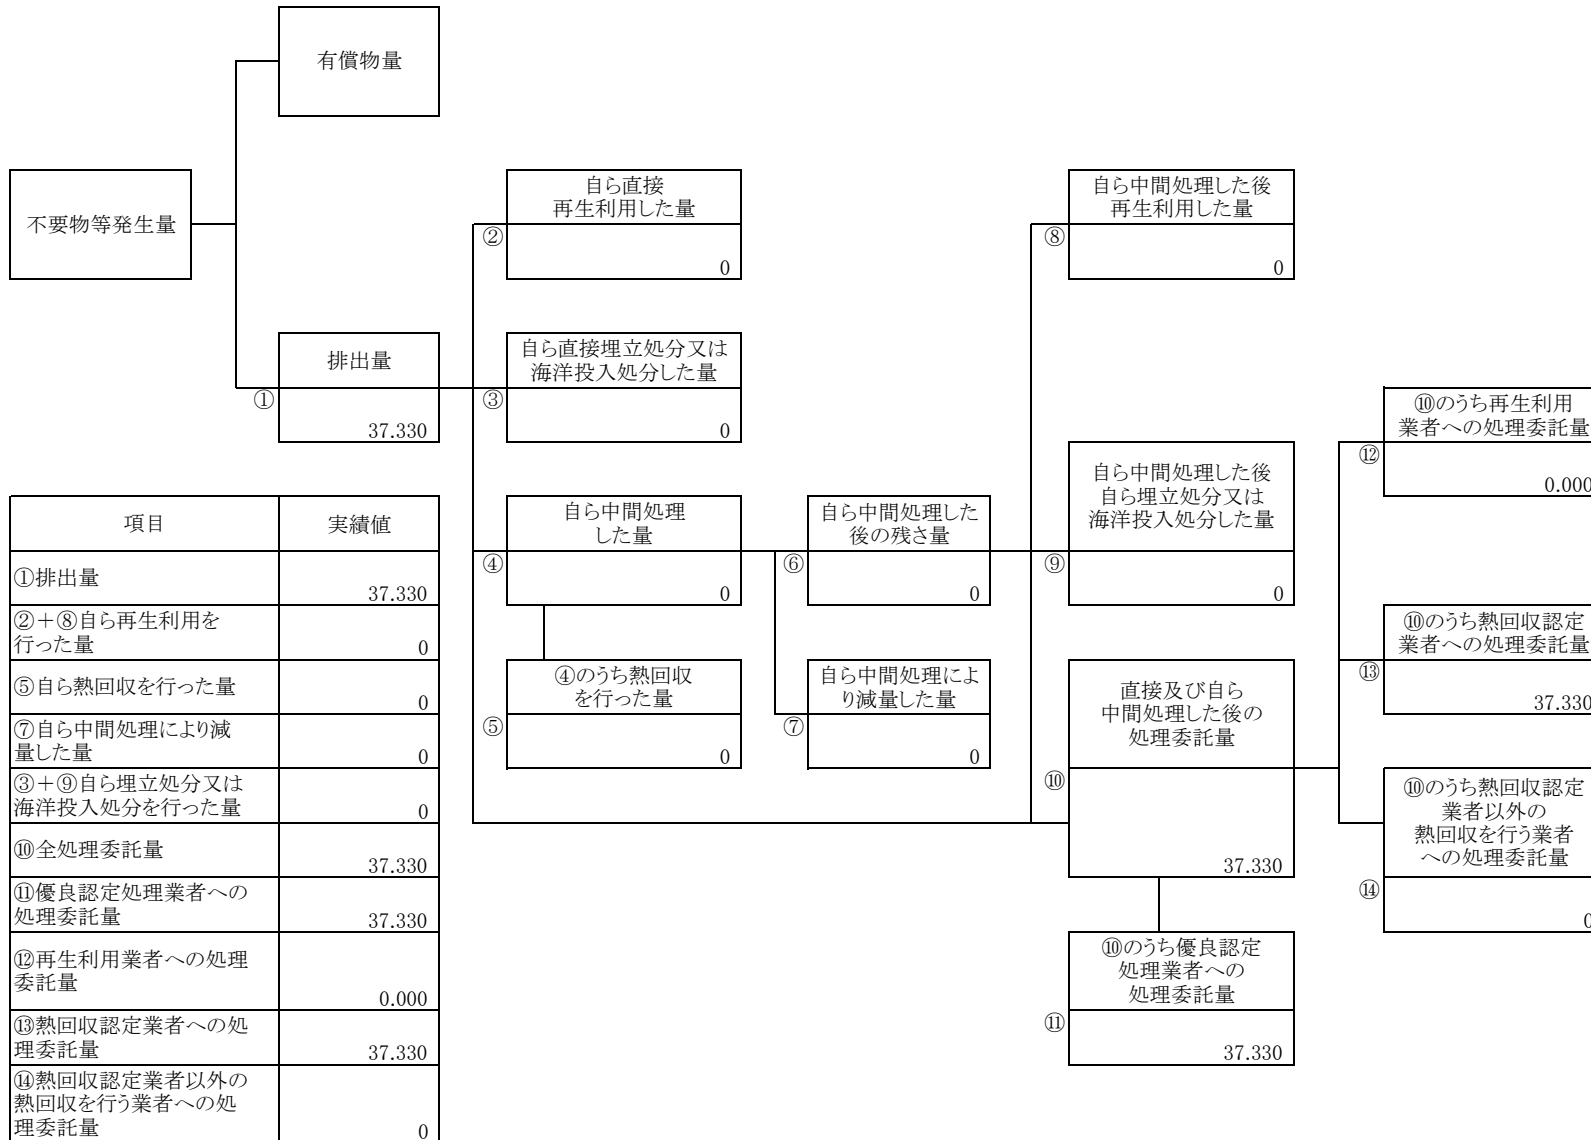 有償物量
不要物等発生量
自ら直接
再生利用した量
②
0
自ら中間処理した後
再生利用した量
⑧
0
排出量
①
37.330
自ら直接埋立処分又は
海洋投入処分した量
③
0
⑩のうち再生利用
業者への処理委託量
⑫
0.000
自ら中間処理
した量
④
0
自ら中間処理した
後の残さ量
⑥
0
自ら中間処理した後
自ら埋立処分又は
海洋投入処分した量
⑨
0
⑩のうち熱回収認定
業者への処理委託量
⑬
37.330
④のうち熱回収
を行った量
⑤
0
自ら中間処理によ
り減量した量
⑦
0
直接及び自ら
中間処理した後の
処理委託量
⑩
37.330
⑩のうち熱回収認定
業者以外の
熱回収を行う業者
への処理委託量
⑭
0
⑩のうち優良認定
処理業者への
処理委託量
⑪
37.330
項目 実績値
①排出量
37.330
②＋⑧自ら再生利用を
行った量 0
⑤自ら熱回収を行った量
0
⑦自ら中間処理により減
量した量 0
③＋⑨自ら埋立処分又は
海洋投入処分を行った量 0
⑩全処理委託量
37.330
⑪優良認定処理業者への
処理委託量 37.330
⑫再生利用業者への処理
委託量
0.000
⑬熱回収認定業者への処
理委託量 37.330
⑭熱回収認定業者以外の
熱回収を行う業者への処
理委託量 0